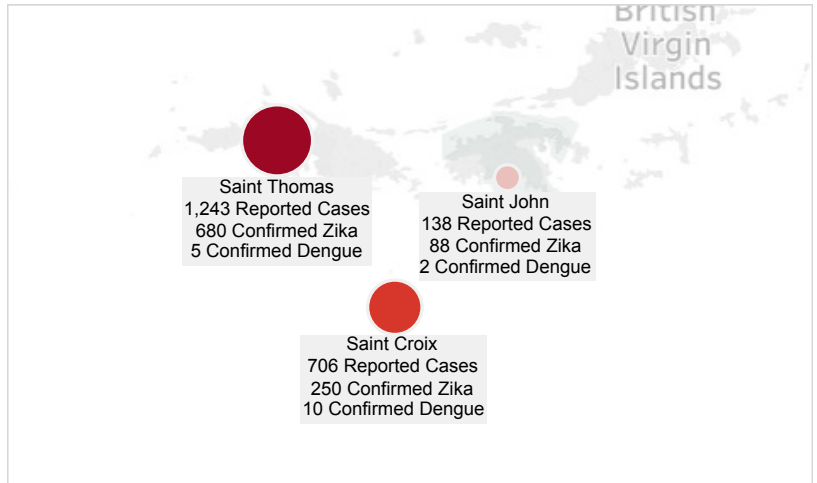 British
Virgin
Islands
Saint Thomas
1,243 Reported Cases
680 Confirmed Zika
5 Confirmed Dengue
Saint John
138 Reported Cases
88 Confirmed Zika
2 Confirmed Dengue
Saint Croix
706 Reported Cases
250 Confirmed Zika
10 Confirmed Dengue